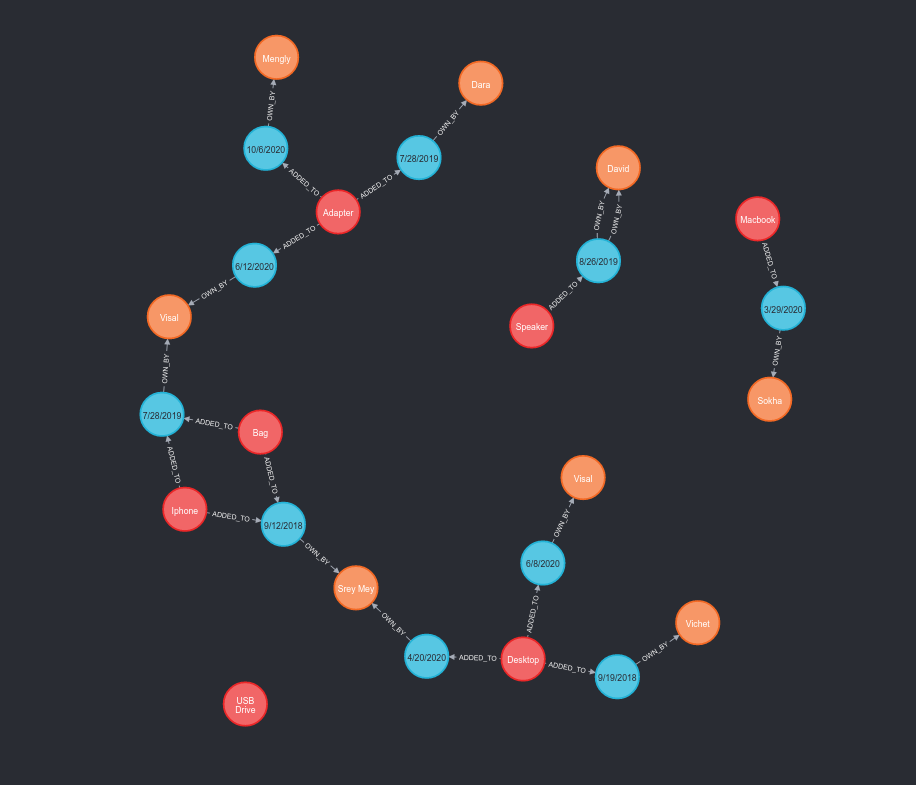 Mengly
OWN_BY
10/6/2020
ADDED_TO
Dara
OWN_BY
7/28/2019
ADDED_TO
Adapter
ADDED_TO
6/12/2020
OWN_BY
Visal
OWN_BY
7/28/2019
ADDED_TO
Bag
ADDED_TO
ADDED_TO
Iphone
ADDED_TO
9/12/2018
OWN_BY
Srey Mey
OWN_BY
4/20/2020
ADDED_TO
Desktop
ADDED_TO
6/8/2020
OWN_BY
Visal
ADDED_TO
9/19/2018
OWN_BY
Vichet
David
OWN_BY
OWN_BY
8/26/2019
ADDED_TO
Speaker
Macbook
ADDED_TO
3/29/2020
OWN_BY
Sokha
USB
Drive